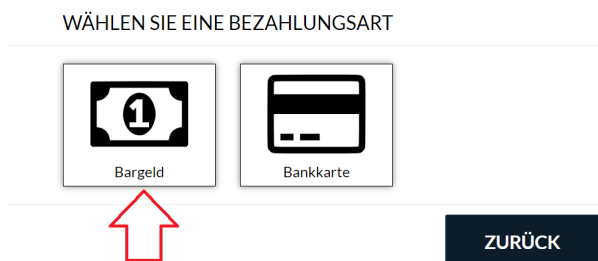 WÄHLEN SIE EINE BEZAHLUNGSART
1
Bargeld
Bankkarte
ZURÜCK